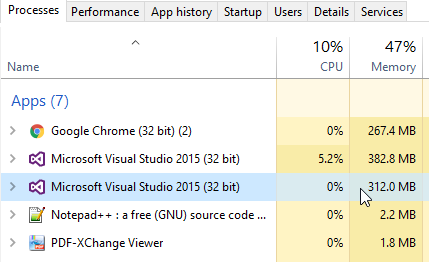 Processes Performance App history Startup Users Details Services
10% 47%
Name CPU Memory
Apps (7)
Google Chrome (32 bit) (2) 0% 267.4 MB
Microsoft Visual Studio 2015 (32 bit) 5.2% 382.8 MB
Microsoft Visual Studio 2015 (32 bit) 0% 312.0 MB
Notepad++ : a free (GNU) source code ... 0% 2.2 MB
PDF-XChange Viewer 0% 1.8 MB